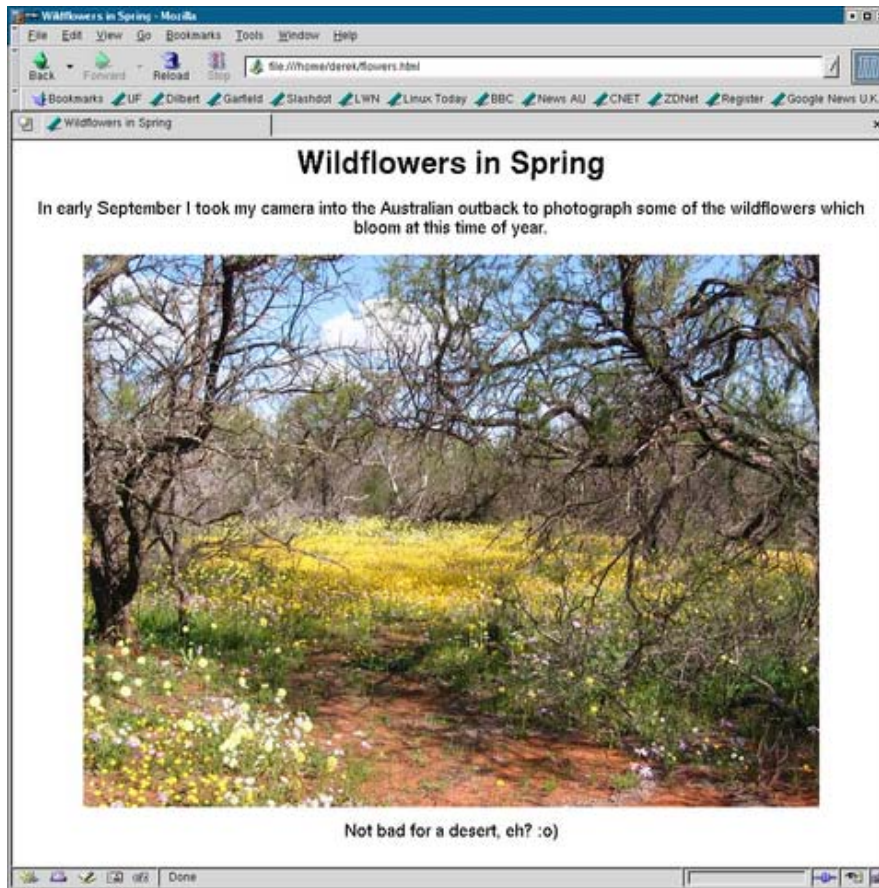 Wildflowers in Spring - Mozilla
File Edit View Go Bookmarks Tools Window Help
Back Forward Reload Stop file:///home/derek/flowers.html
Bookmarks UF Dilbert Garfield Slashdot LWN Linux Today BBC News AU CNET ZDNet Register Google News U.K.
Wildflowers in Spring
Wildflowers in Spring
In early September I took my camera into the Australian outback to photograph some of the wildflowers which
bloom at this time of year.
Not bad for a desert, eh? :o)
Done